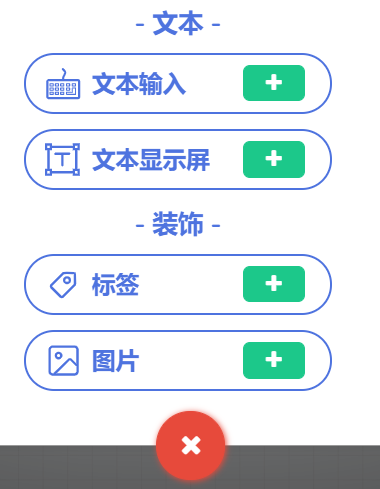 - 文本 -
文本输入
文本显示屏
- 装饰 -
标签
图片